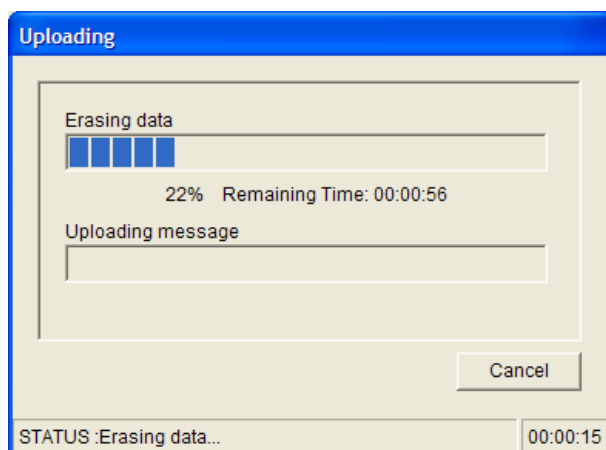 Uploading
Erasing data
22% Remaining Time: 00:00:56
Uploading message
Cancel
STATUS :Erasing data... 00:00:15